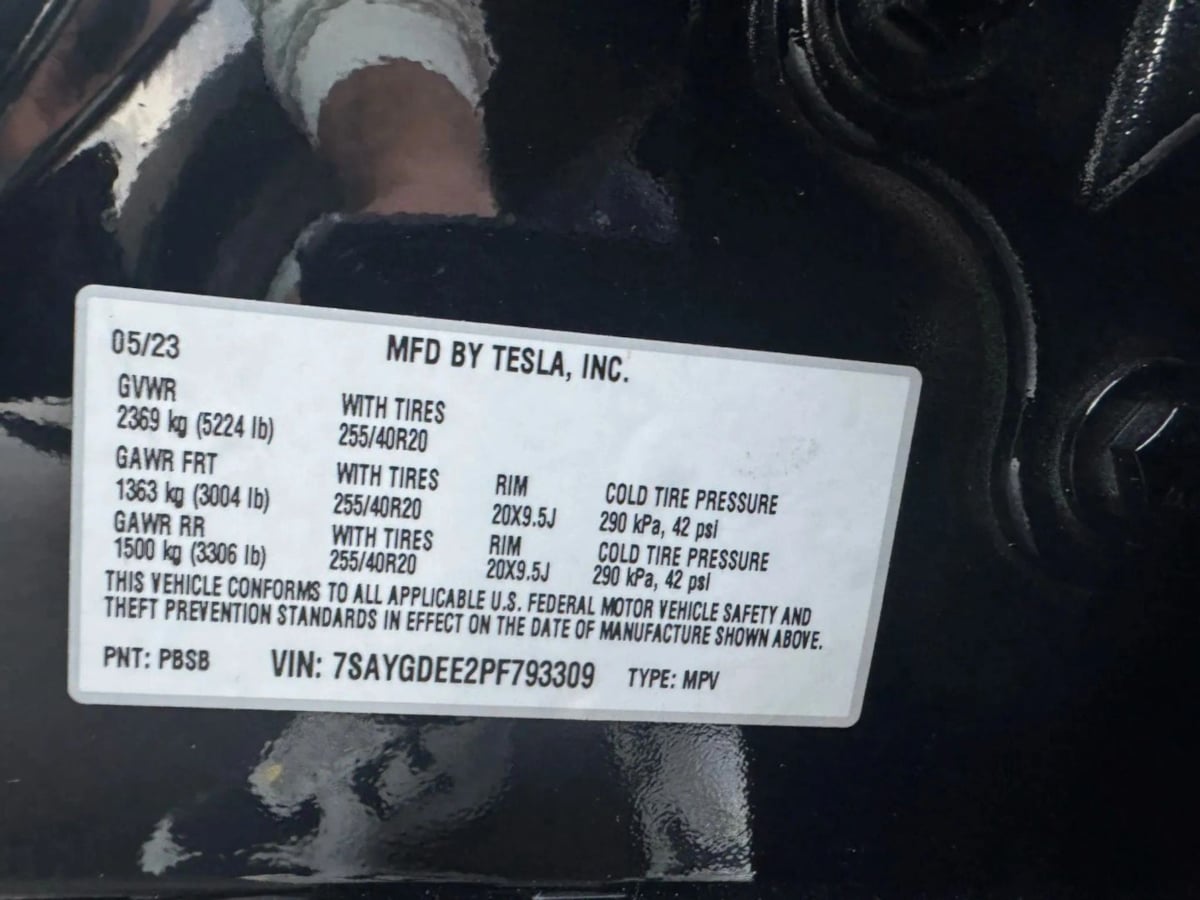 05/23 MFD BY TESLA, INC.
GVWR WITH TIRES
2369 kg (5224 lb) 255/40R20
GAWR FRT WITH TIRES RIM COLD TIRE PRESSURE
1363 kg (3004 lb) 255/40R20 20X9.5J 290 kPa, 42 psi
GAWR RR WITH TIRES RIM COLD TIRE PRESSURE
1500 kg (3306 lb) 255/40R20 20X9.5J 290 kPa, 42 psi
THIS VEHICLE CONFORMS TO ALL APPLICABLE U.S. FEDERAL MOTOR VEHICLE SAFETY AND
THEFT PREVENTION STANDARDS IN EFFECT ON THE DATE OF MANUFACTURE SHOWN ABOVE.
PNT: PBSB VIN: 7SAYGDEE2PF793309 TYPE: MPV